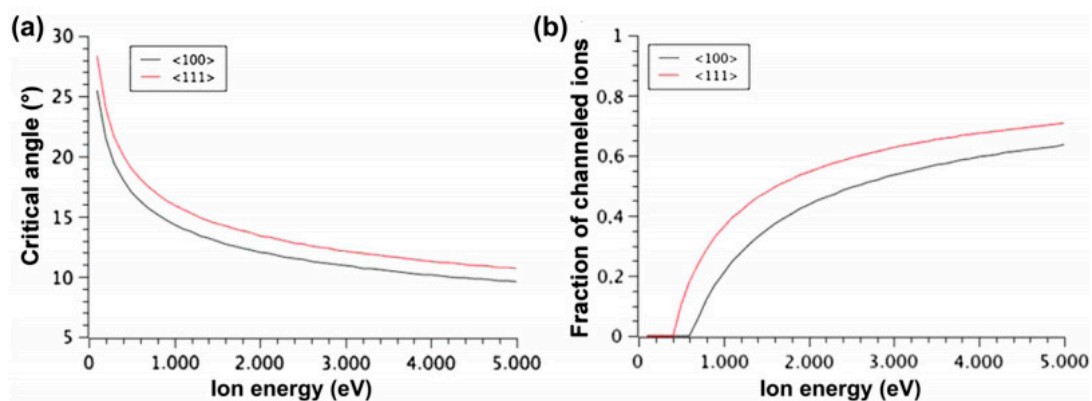 (a)
30
25
20
15
10
5
Critical angle (°)
<100>
<111>
0 1.000 2.000 3.000 4.000 5.000
Ion energy (eV)
(b)
1
0.8
0.6
0.4
0.2
0
Fraction of channeled ions
<100>
<111>
0 1.000 2.000 3.000 4.000 5.000
Ion energy (eV)